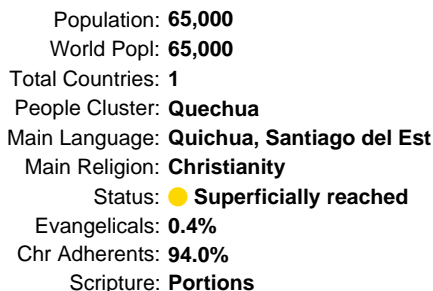 Population: 65,000
World Popl: 65,000
Total Countries: 1
People Cluster: Quechua
Main Language: Quichua, Santiago del Est
Main Religion: Christianity
Status: Superficially reached
Evangelicals: 0.4%
Chr Adherents: 94.0%
Scripture: Portions